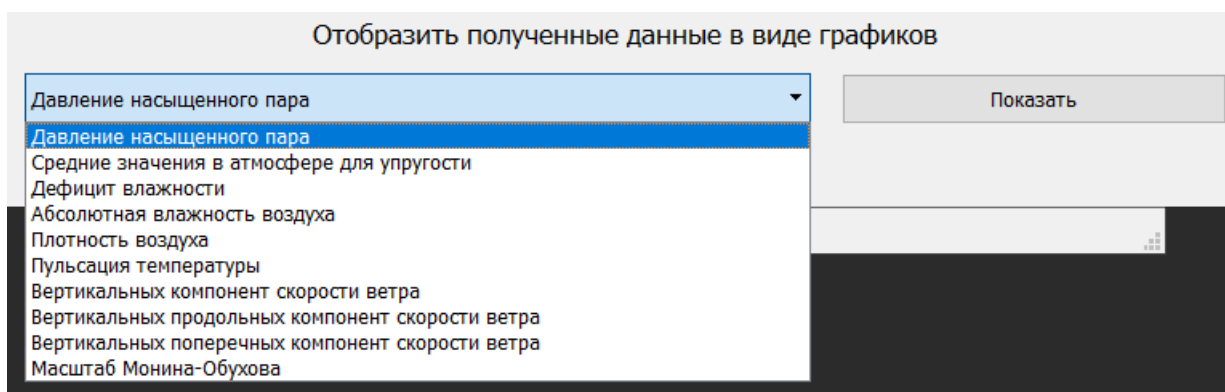 Отобразить полученные данные в виде графиков
Давление насыщенного пара
Показать
Давление насыщенного пара
Средние значения в атмосфере для упругости
Дефицит влажности
Абсолютная влажность воздуха
Плотность воздуха
Пульсация температуры
Вертикальных компонент скорости ветра
Вертикальных продольных компонент скорости ветра
Вертикальных поперечных компонент скорости ветра
Масштаб Монина-Обухова